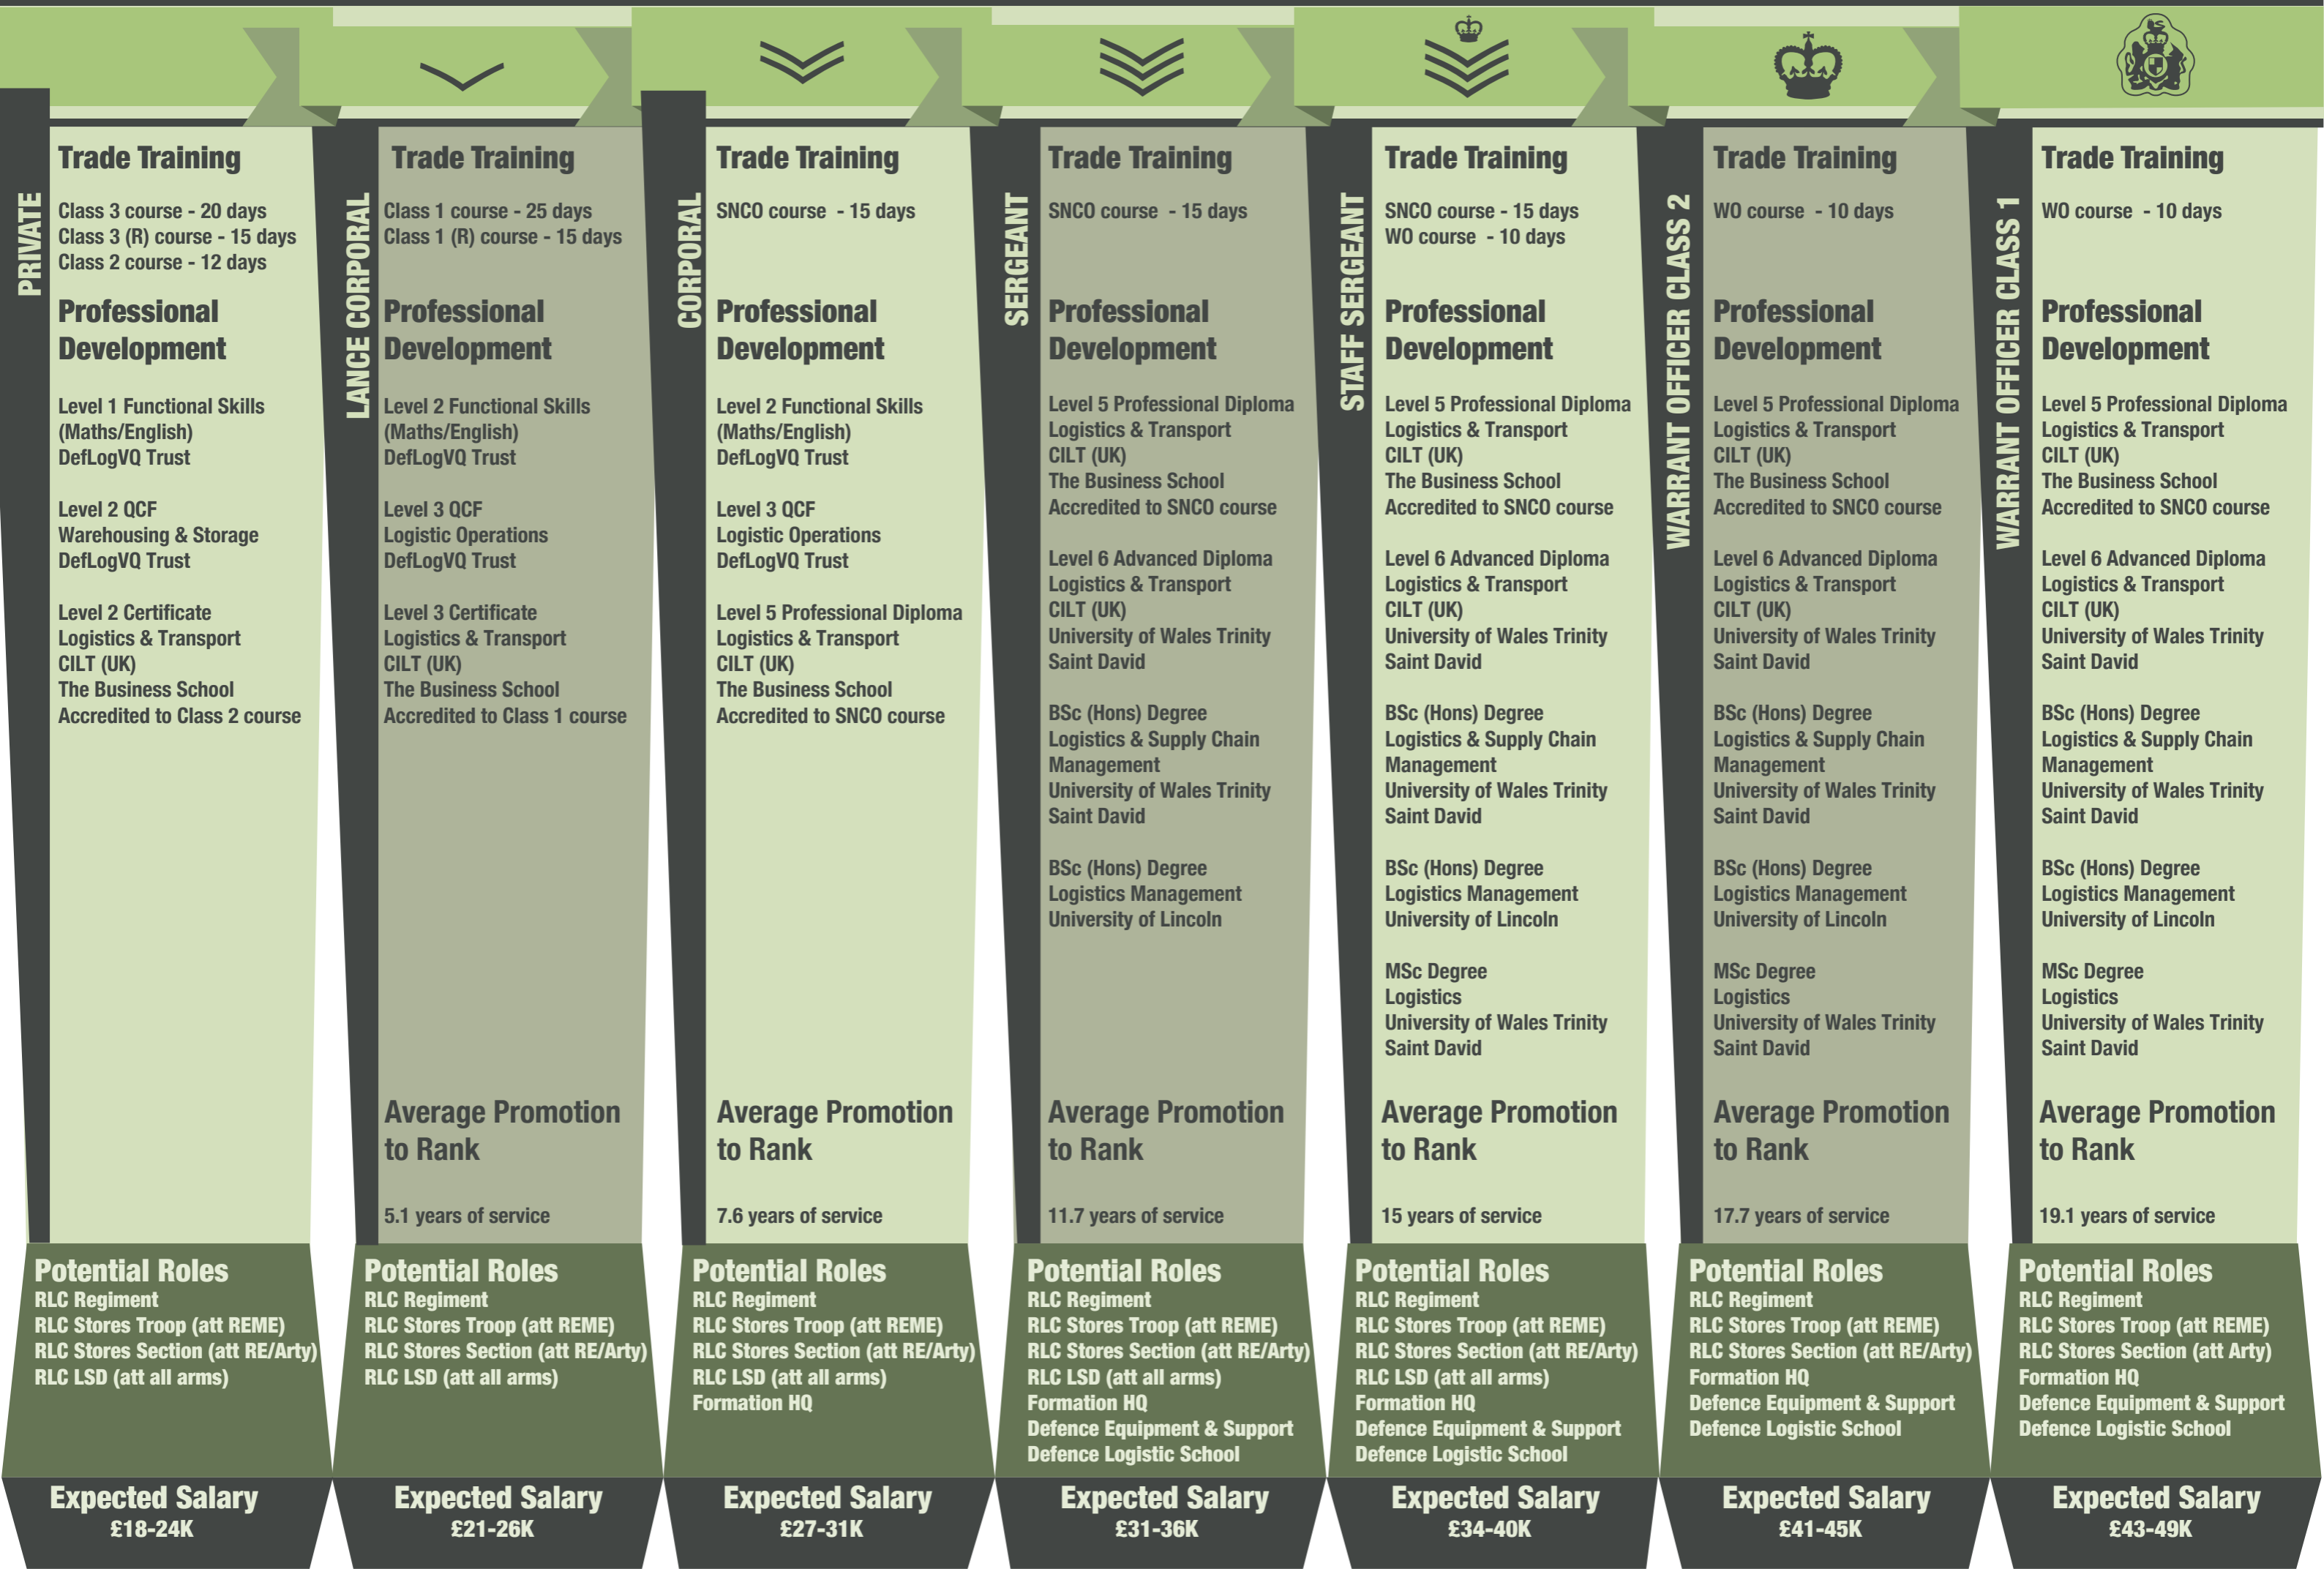 PRIVATE
Trade Training
Class 3 course - 20 days
Class 3 (R) course - 15 days
Class 2 course - 12 days
Professional
Development
Level 1 Functional Skills
(Maths/English)
DefLogVQ Trust
Level 2 QCF
Warehousing & Storage
DefLogVQ Trust
Level 2 Certificate
Logistics & Transport
CILT (UK)
The Business School
Accredited to Class 2 course
Potential Roles
RLC Regiment
RLC Stores Troop (att REME)
RLC Stores Section (att RE/Arty)
RLC LSD (att all arms)
Expected Salary
£18-24K
LANCE CORPORAL
Trade Training
Class 1 course - 25 days
Class 1 (R) course - 15 days
Professional
Development
Level 2 Functional Skills
(Maths/English)
DefLogVQ Trust
Level 3 QCF
Logistic Operations
DefLogVQ Trust
Level 3 Certificate
Logistics & Transport
CILT (UK)
The Business School
Accredited to Class 1 course
Average Promotion
to Rank
5.1 years of service
Potential Roles
RLC Regiment
RLC Stores Troop (att REME)
RLC Stores Section (att RE/Arty)
RLC LSD (att all arms)
Expected Salary
£21-26K
CORPORAL
Trade Training
SNCO course - 15 days
Professional
Development
Level 2 Functional Skills
(Maths/English)
DefLogVQ Trust
Level 3 QCF
Logistic Operations
DefLogVQ Trust
Level 5 Professional Diploma
Logistics & Transport
CILT (UK)
The Business School
Accredited to SNCO course
Average Promotion
to Rank
7.6 years of service
Potential Roles
RLC Regiment
RLC Stores Troop (att REME)
RLC Stores Section (att RE/Arty)
RLC LSD (att all arms)
Formation HQ
Expected Salary
£27-31K
SERGEANT
Trade Training
SNCO course - 15 days
Professional
Development
Level 5 Professional Diploma
Logistics & Transport
CILT (UK)
The Business School
Accredited to SNCO course
Level 6 Advanced Diploma
Logistics & Transport
CILT (UK)
University of Wales Trinity
Saint David
BSc (Hons) Degree
Logistics & Supply Chain
Management
University of Wales Trinity
Saint David
BSc (Hons) Degree
Logistics Management
University of Lincoln
Average Promotion
to Rank
11.7 years of service
Potential Roles
RLC Regiment
RLC Stores Troop (att REME)
RLC Stores Section (att RE/Arty)
RLC LSD (att all arms)
Formation HQ
Defence Equipment & Support
Defence Logistic School
Expected Salary
£31-36K
STAFF SERGEANT
Trade Training
SNCO course - 15 days
WO course - 10 days
Professional
Development
Level 5 Professional Diploma
Logistics & Transport
CILT (UK)
The Business School
Accredited to SNCO course
Level 6 Advanced Diploma
Logistics & Transport
CILT (UK)
University of Wales Trinity
Saint David
BSc (Hons) Degree
Logistics & Supply Chain
Management
University of Wales Trinity
Saint David
BSc (Hons) Degree
Logistics Management
University of Lincoln
MSc Degree
Logistics
University of Wales Trinity
Saint David
Average Promotion
to Rank
15 years of service
Potential Roles
RLC Regiment
RLC Stores Troop (att REME)
RLC Stores Section (att RE/Arty)
RLC LSD (att all arms)
Formation HQ
Defence Equipment & Support
Defence Logistic School
Expected Salary
£34-40K
WARRANT OFFICER CLASS 2
Trade Training
WO course - 10 days
Professional
Development
Level 5 Professional Diploma
Logistics & Transport
CILT (UK)
The Business School
Accredited to SNCO course
Level 6 Advanced Diploma
Logistics & Transport
CILT (UK)
University of Wales Trinity
Saint David
BSc (Hons) Degree
Logistics & Supply Chain
Management
University of Wales Trinity
Saint David
BSc (Hons) Degree
Logistics Management
University of Lincoln
MSc Degree
Logistics
University of Wales Trinity
Saint David
Average Promotion
to Rank
17.7 years of service
Potential Roles
RLC Regiment
RLC Stores Troop (att REME)
RLC Stores Section (att RE/Arty)
Formation HQ
Defence Equipment & Support
Defence Logistic School
Expected Salary
£41-45K
WARRANT OFFICER CLASS 1
Trade Training
WO course - 10 days
Professional
Development
Level 5 Professional Diploma
Logistics & Transport
CILT (UK)
The Business School
Accredited to SNCO course
Level 6 Advanced Diploma
Logistics & Transport
CILT (UK)
University of Wales Trinity
Saint David
BSc (Hons) Degree
Logistics & Supply Chain
Management
University of Wales Trinity
Saint David
BSc (Hons) Degree
Logistics Management
University of Lincoln
MSc Degree
Logistics
University of Wales Trinity
Saint David
Average Promotion
to Rank
19.1 years of service
Potential Roles
RLC Regiment
RLC Stores Troop (att REME)
RLC Stores Section (att Arty)
Formation HQ
Defence Equipment & Support
Defence Logistic School
Expected Salary
£43-49K